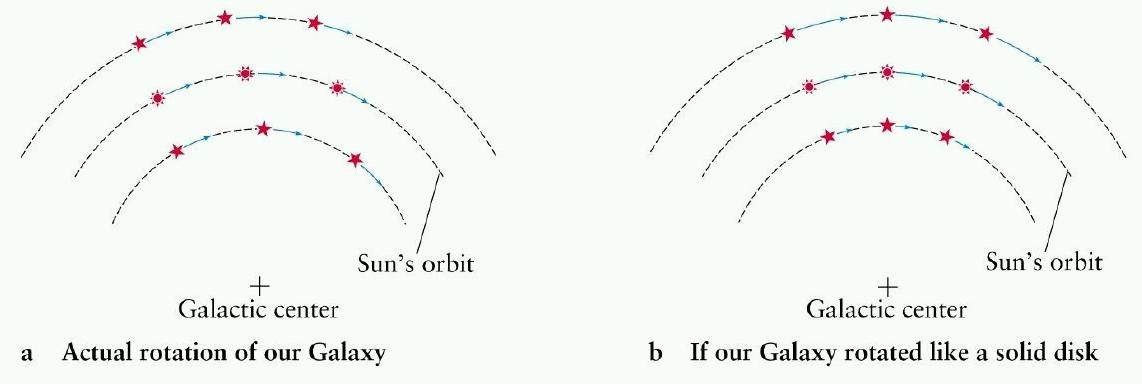 Sun's orbit
Galactic center
a Actual rotation of our Galaxy
Sun's orbit
Galactic center
b If our Galaxy rotated like a solid disk